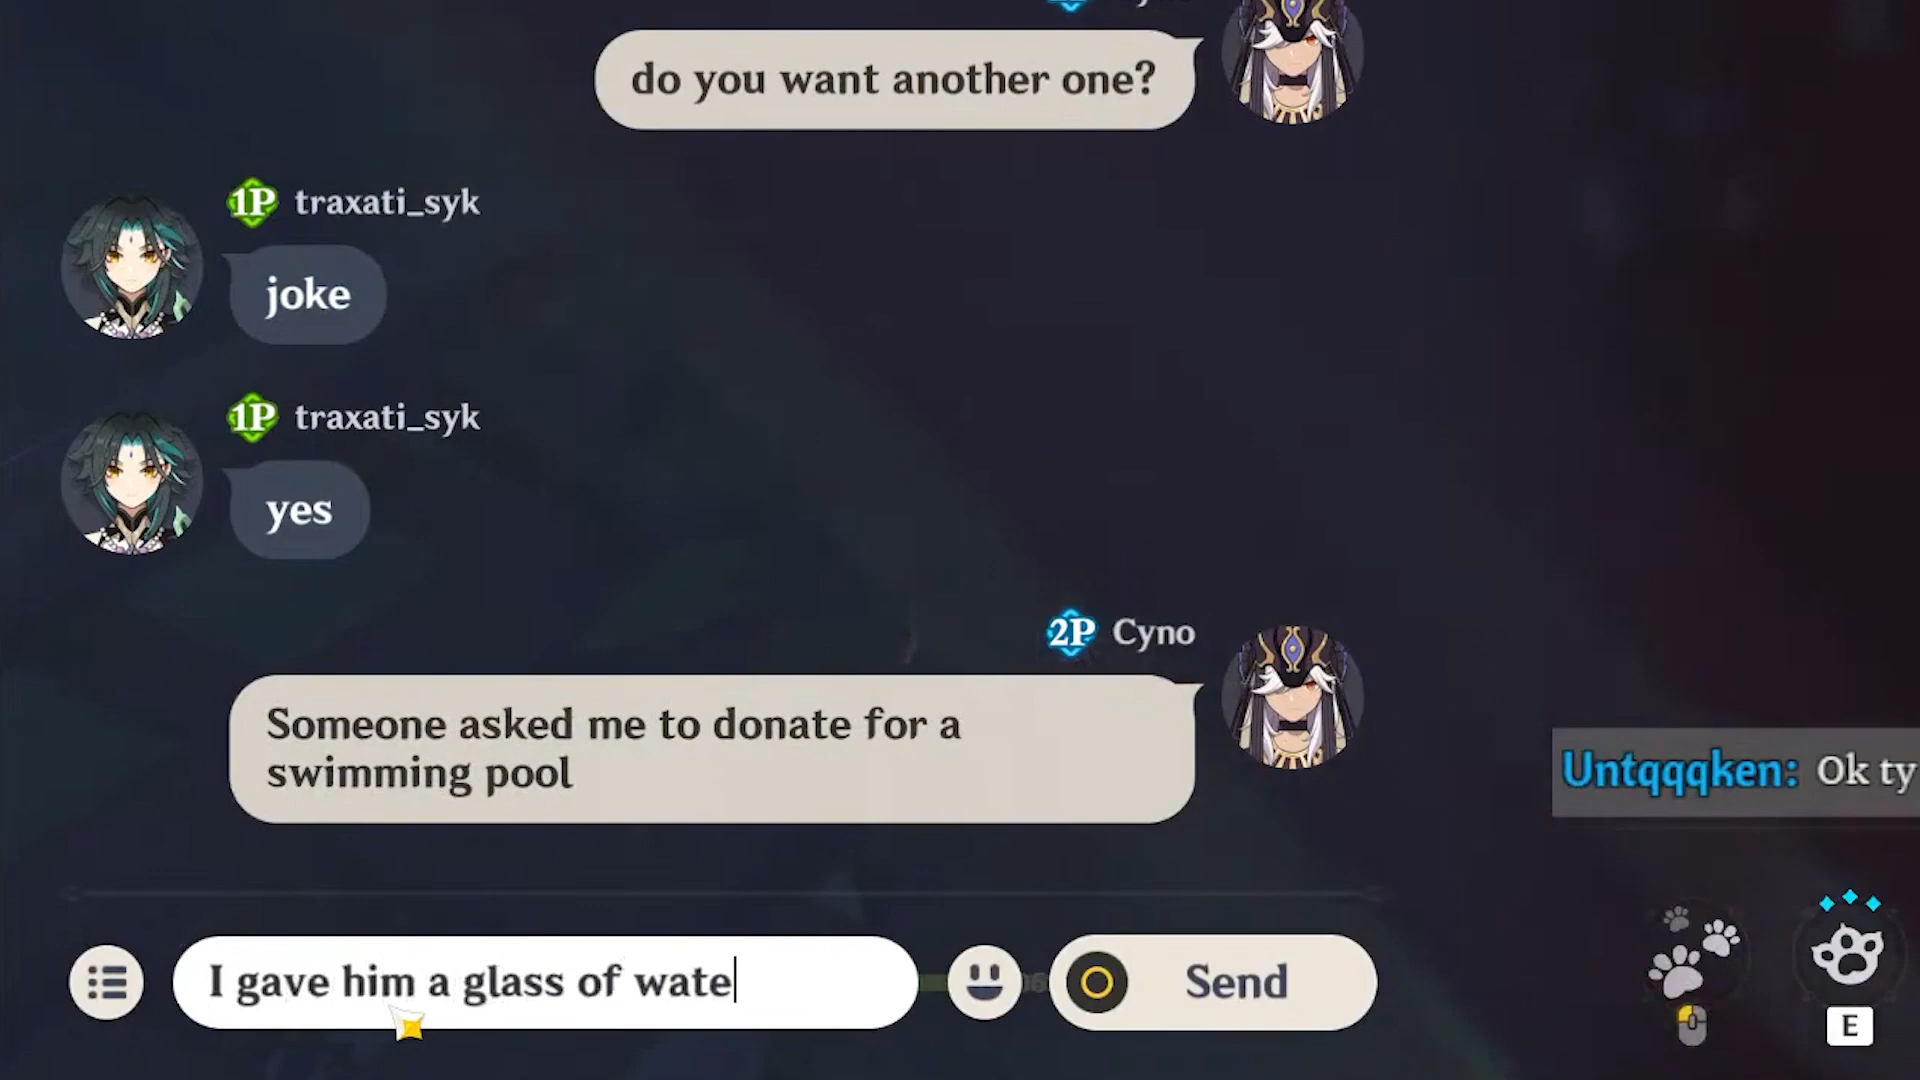 do you want another one?
1P traxati_syk
joke
1P traxati_syk
yes
2P Cyno
Someone asked me to donate for a
swimming pool
Untqqqken: Ok ty
I gave him a glass of wate
Send
E